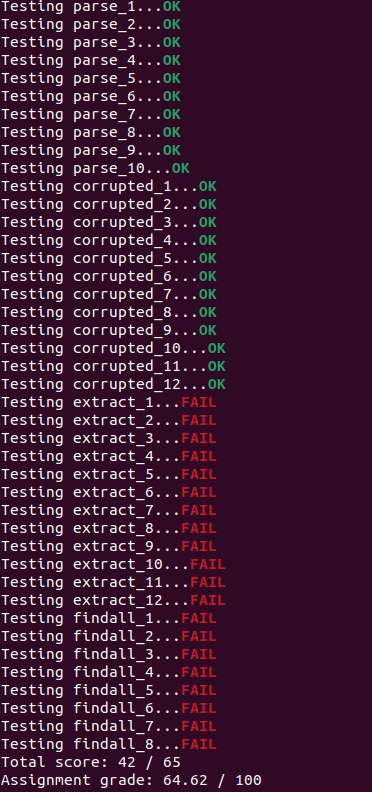 Testing parse_1...OK
Testing parse_2...OK
Testing parse_3...OK
Testing parse_4...OK
Testing parse_5...OK
Testing parse_6...OK
Testing parse_7...OK
Testing parse_8...OK
Testing parse_9...OK
Testing parse_10...OK
Testing corrupted_1...OK
Testing corrupted_2...OK
Testing corrupted_3...OK
Testing corrupted_4...OK
Testing corrupted_5...OK
Testing corrupted_6...OK
Testing corrupted_7...OK
Testing corrupted_8...OK
Testing corrupted_9...OK
Testing corrupted_10...OK
Testing corrupted_11...OK
Testing corrupted_12...OK
Testing extract_1...FAIL
Testing extract_2...FAIL
Testing extract_3...FAIL
Testing extract_4...FAIL
Testing extract_5...FAIL
Testing extract_6...FAIL
Testing extract_7...FAIL
Testing extract_8...FAIL
Testing extract_9...FAIL
Testing extract_10...FAIL
Testing extract_11...FAIL
Testing extract_12...FAIL
Testing findall_1...FAIL
Testing findall_2...FAIL
Testing findall_3...FAIL
Testing findall_4...FAIL
Testing findall_5...FAIL
Testing findall_6...FAIL
Testing findall_7...FAIL
Testing findall_8...FAIL
Total score: 42 / 65
Assignment grade: 64.62 / 100